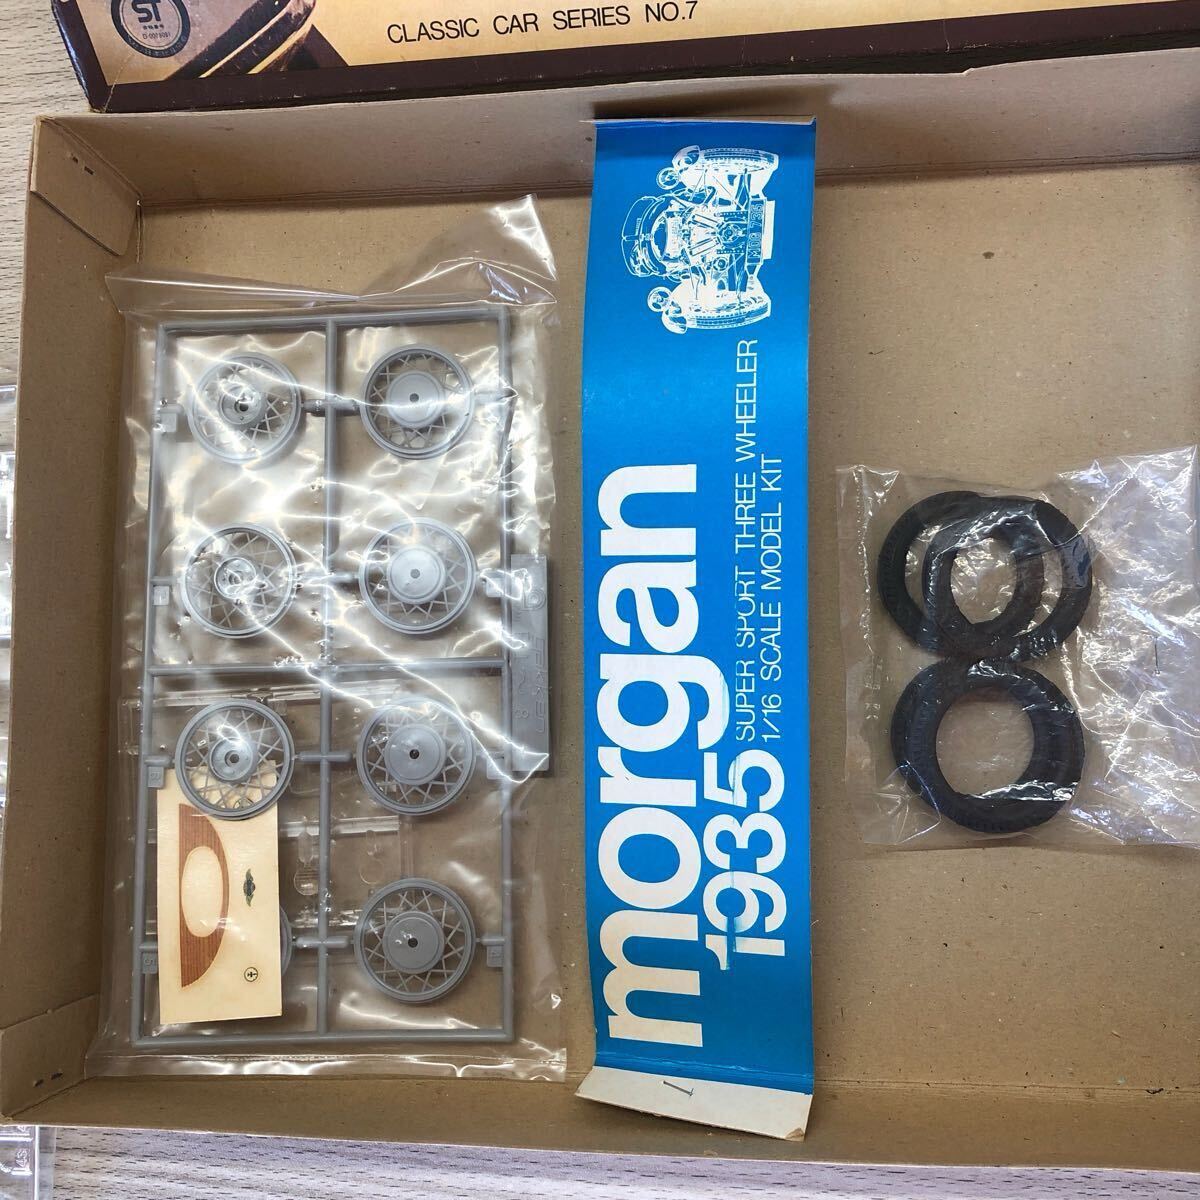 ST
CLASSIC CAR SERIES NO.7
morgan
1935
SUPER SPORT THREE WHEELER
1/16 SCALE MODEL KIT